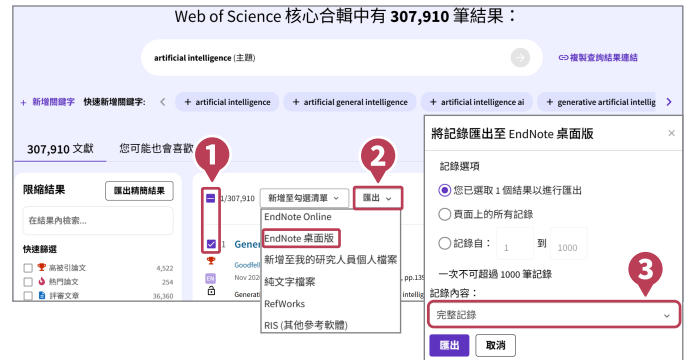 Web of Science 核心合輯中有 307,910 筆結果：
artificial intelligence (主題)
複製查詢結果連結
+ 新增關鍵字 快速新增關鍵字:
+ artificial intelligence
+ artificial general intelligence
+ artificial intelligence ai
+ generative artificial intellig
307,910 文獻
您可能也會喜歡
限縮結果
匯出精簡結果
在結果內檢索...
快速篩選
高被引論文 4,522
熱門論文 254
評審文章 36,360
1
1/307,910
新增至勾選清單
2
匯出
EndNote Online
EndNote 桌面版
新增至我的研究人員個人檔案
純文字檔案
RefWorks
RIS (其他參考軟體)
1
Gene
Goodfell
EN
Nov 202
, pp.139
Generati
intellig
將記錄匯出至 EndNote 桌面版 ×
記錄選項
您已選取 1 個結果以進行匯出
頁面上的所有記錄
記錄自： 1 到 1000
一次不可超過 1000 筆記錄
3
記錄內容：
完整記錄
匯出 取消